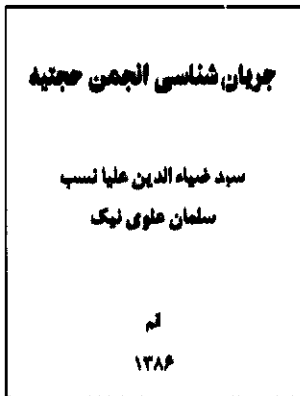 جریان شناسی انجمن حجتیه
سید ضیاء الدین علیا نسب
سلمان علوی نیک
قم
۱۳۸۶